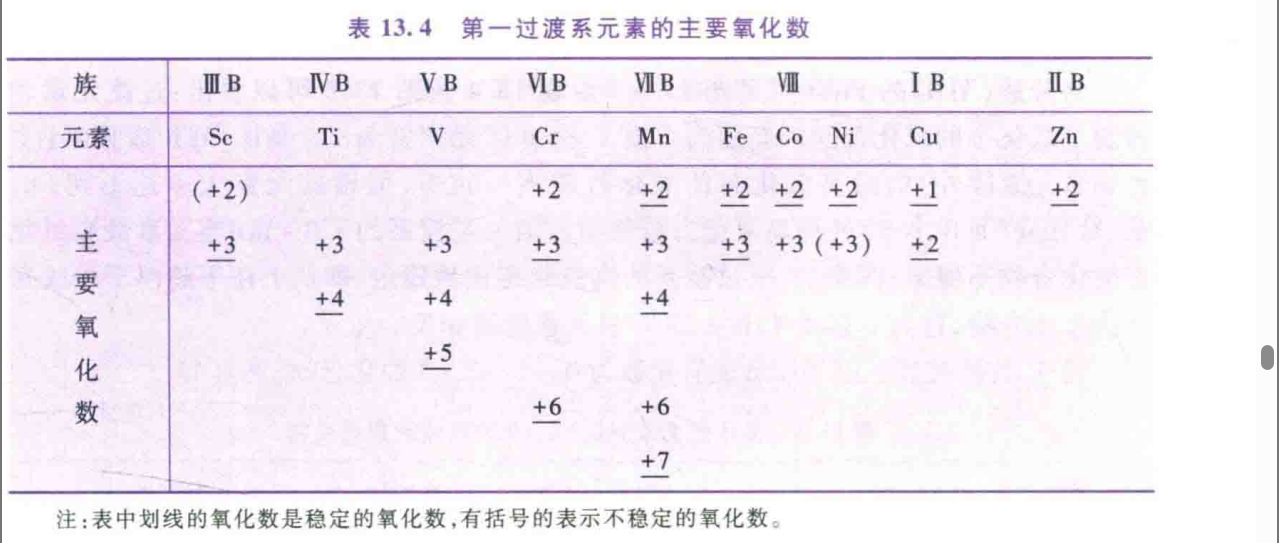 表 13.4 第一过渡系元素的主要氧化数
族 ⅢB ⅣB ⅤB ⅥB ⅦB Ⅷ ⅠB ⅡB
元素 Sc Ti V Cr Mn Fe Co Ni Cu Zn
主要氧化数
(+2) +2 +2 +2 +2 +2 +1 +2
+3 +3 +3 +3 +3 +3 +3 (+3) +2
+4 +4 +4
+5
+6 +6
+7
注:表中划线的氧化数是稳定的氧化数,有括号的表示不稳定的氧化数。